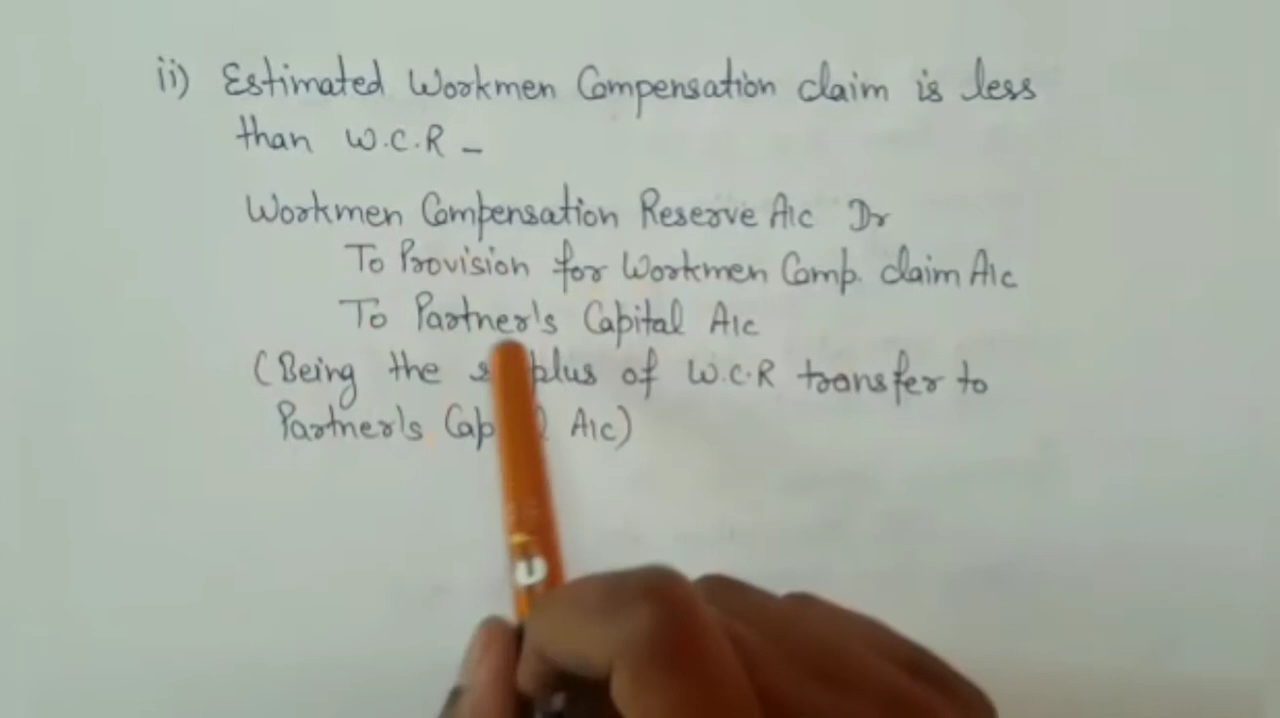 ii) Estimated Workmen Compensation claim is less
than W.C.R -
Workmen Compensation Reserve A/c Dr
To Provision for Workmen Comp. claim A/c
To Partner's Capital A/c
(Being the of W.C.R transfer to
Partner's A/c)
U